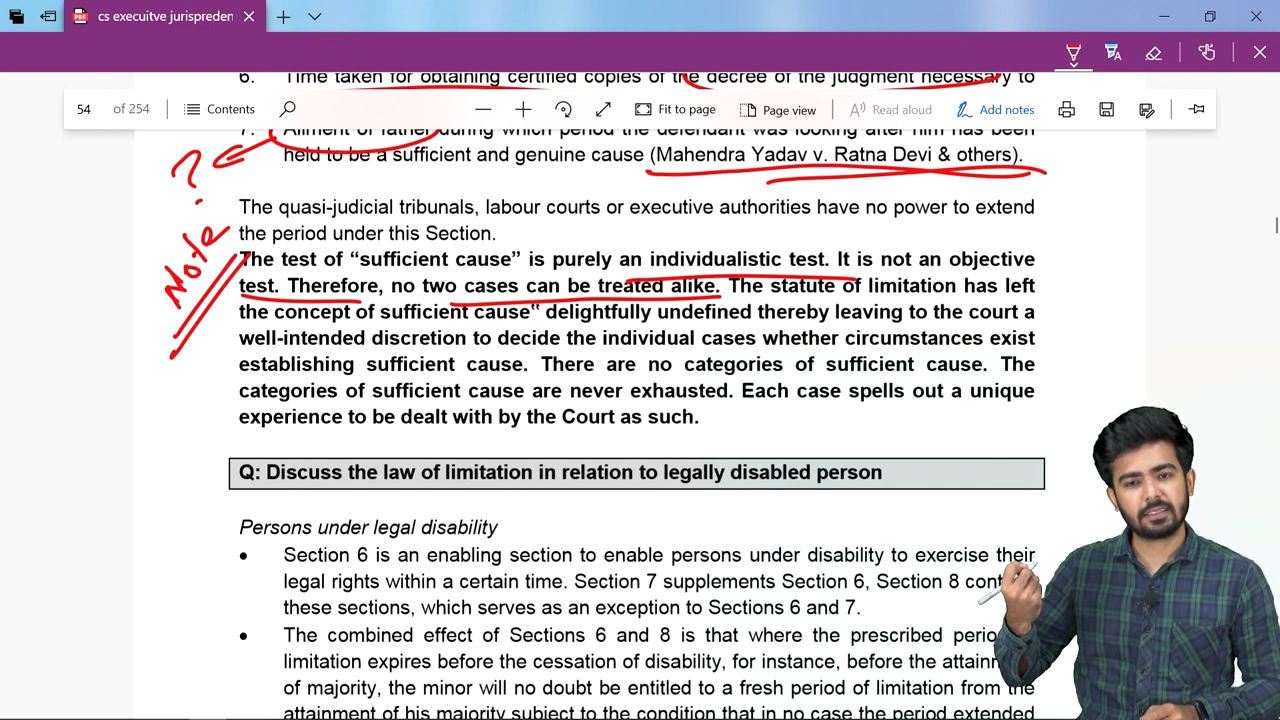 cs execuitve jurispreden
54 of 254 Contents Fit to page Page view Read aloud Add notes
6. Time taken for obtaining certified copies of the decree of the judgment necessary to
7. Ailment of father during which period the defendant was looking after him has been
held to be a sufficient and genuine cause (Mahendra Yadav v. Ratna Devi & others).
?
Note
The quasi-judicial tribunals, labour courts or executive authorities have no power to extend
the period under this Section.
The test of “sufficient cause” is purely an individualistic test. It is not an objective
test. Therefore, no two cases can be treated alike. The statute of limitation has left
the concept of sufficient cause‟ delightfully undefined thereby leaving to the court a
well-intended discretion to decide the individual cases whether circumstances exist
establishing sufficient cause. There are no categories of sufficient cause. The
categories of sufficient cause are never exhausted. Each case spells out a unique
experience to be dealt with by the Court as such.
Q: Discuss the law of limitation in relation to legally disabled person
Persons under legal disability
• Section 6 is an enabling section to enable persons under disability to exercise their
legal rights within a certain time. Section 7 supplements Section 6, Section 8 cont
these sections, which serves as an exception to Sections 6 and 7.
• The combined effect of Sections 6 and 8 is that where the prescribed perio
limitation expires before the cessation of disability, for instance, before the attainm
of majority, the minor will no doubt be entitled to a fresh period of limitation from the
attainment of his majority subject to the condition that in no case the period extended